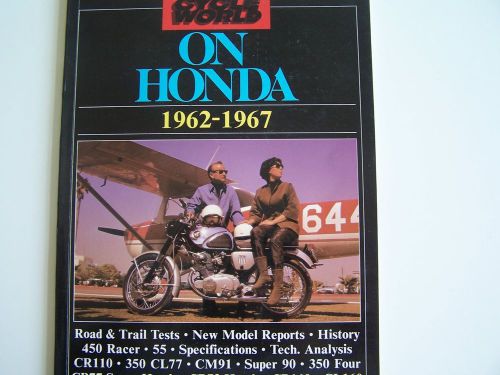 CYCLE
WORLD
ON
HONDA
1962-1967
644
Road & Trail Tests • New Model Reports • History
450 Racer • 55 • Specifications • Tech. Analysis
CR110 • 350 CL77 • CM91 • Super 90 • 350 Four